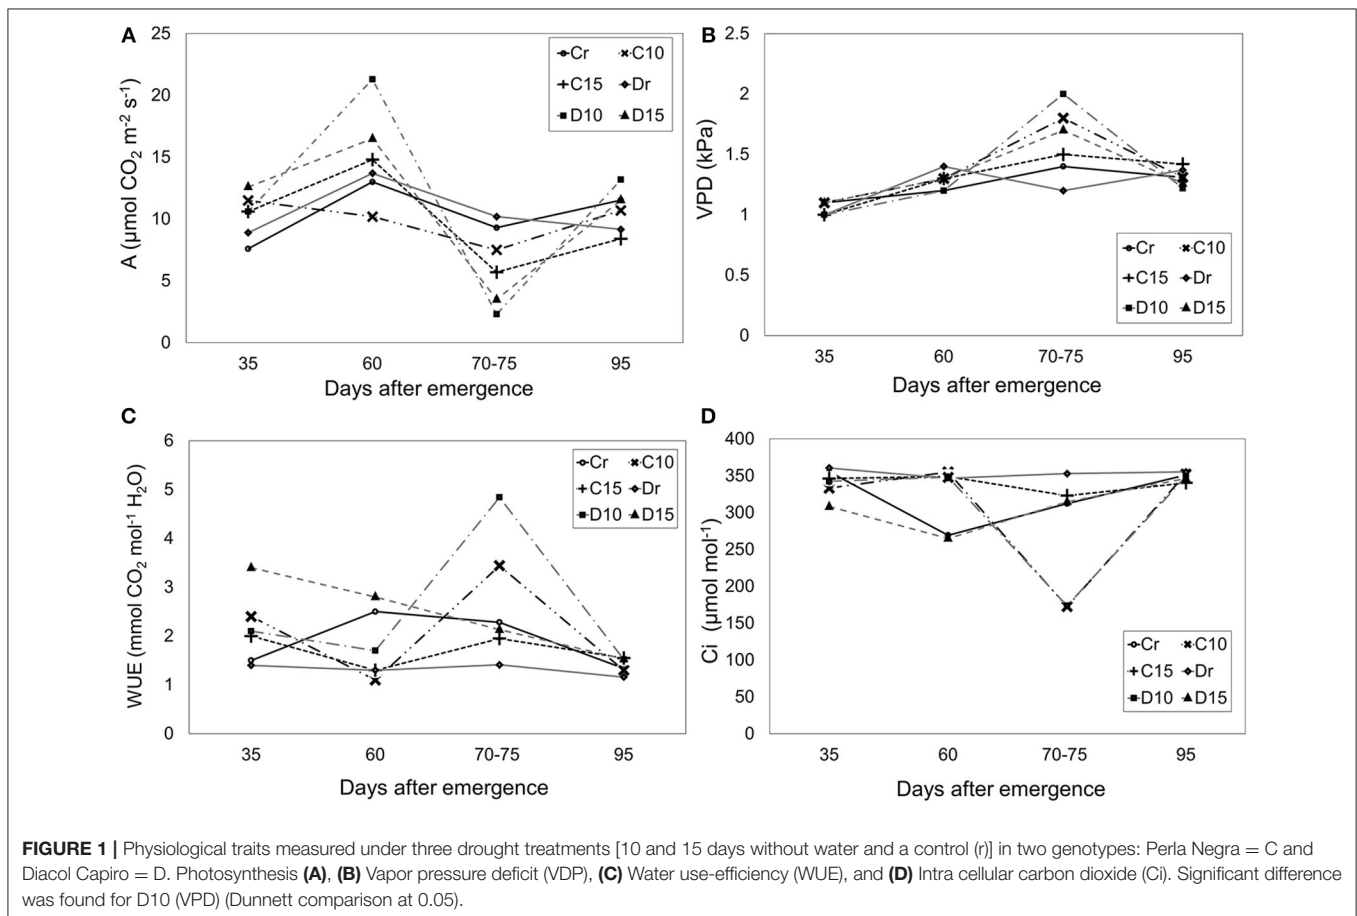 A
25
20
15
10
5
0
A (µmol CO2 m-2 s-1)
Cr C10
C15 Dr
D10 D15
35 60 70-75 95
Days after emergence
B
2.5
2
1.5
1
0.5
0
VPD (kPa)
Cr C10
C15 Dr
D10 D15
35 60 70-75 95
Days after emergence
C
6
5
4
3
2
1
0
WUE (mmol CO2 mol-1 H2O)
Cr C10
C15 Dr
D10 D15
35 60 70-75 95
Days after emergence
D
400
350
300
250
200
150
100
50
0
Ci (µmol mol-1)
Cr C10
C15 Dr
D10 D15
35 60 70-75 95
Days after emergence
FIGURE 1 | Physiological traits measured under three drought treatments [10 and 15 days without water and a control (r)] in two genotypes: Perla Negra = C and
Diacol Capiro = D. Photosynthesis (A), (B) Vapor pressure deficit (VDP), (C) Water use-efficiency (WUE), and (D) Intra cellular carbon dioxide (Ci). Significant difference
was found for D10 (VPD) (Dunnett comparison at 0.05).